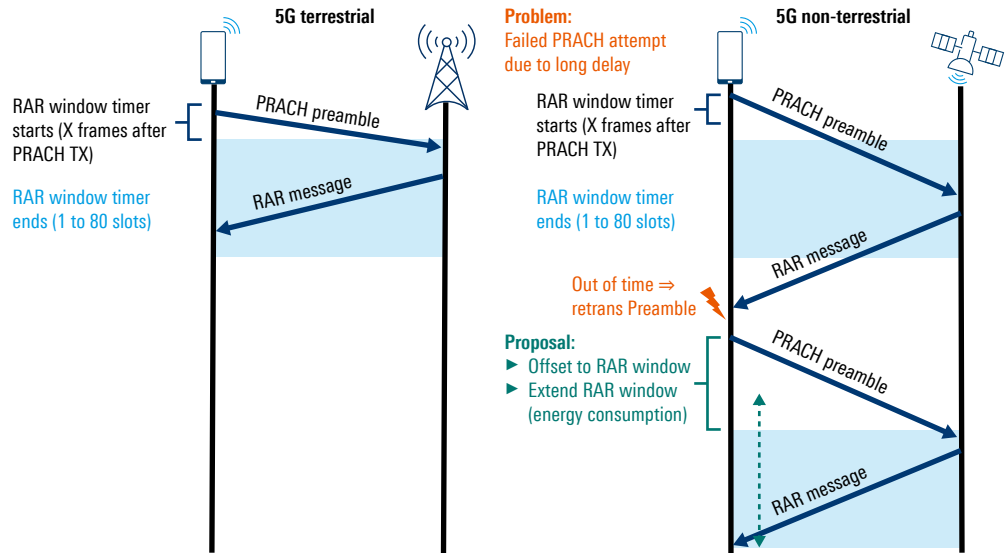 5G terrestrial
RAR window timer
starts (X frames after
PRACH TX)
PRACH preamble
RAR window timer
ends (1 to 80 slots)
RAR message
Problem:
Failed PRACH attempt
due to long delay
5G non-terrestrial
RAR window timer
starts (X frames after
PRACH TX)
PRACH preamble
RAR window timer
ends (1 to 80 slots)
RAR message
Out of time ⇒
retrans Preamble
Proposal:
► Offset to RAR window
► Extend RAR window
(energy consumption)
PRACH preamble
RAR message